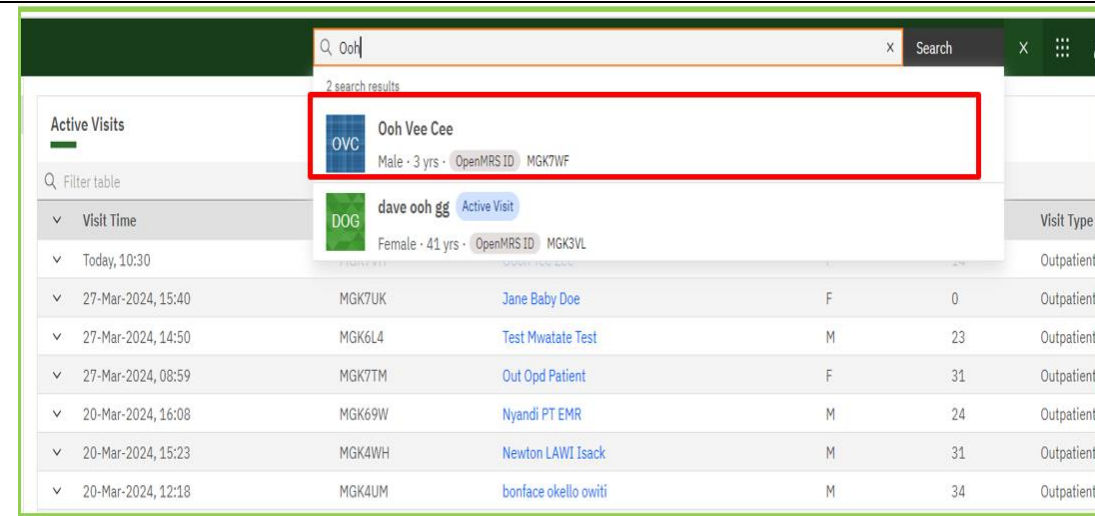 Ooh X Search X
2 search results
Active Visits
OVC Ooh Vee Cee
Male · 3 yrs · OpenMRS ID MGK7WF
Filter table
DOG dave ooh gg Active Visit
Female · 41 yrs · OpenMRS ID MGK3VL
Visit Time Visit Type
Today, 10:30 Outpatient
27-Mar-2024, 15:40 MGK7UK Jane Baby Doe F 0 Outpatient
27-Mar-2024, 14:50 MGK6L4 Test Mwatate Test M 23 Outpatient
27-Mar-2024, 08:59 MGK7TM Out Opd Patient F 31 Outpatient
20-Mar-2024, 16:08 MGK69W Nyandi PT EMR M 24 Outpatient
20-Mar-2024, 15:23 MGK4WH Newton LAWI Isack M 31 Outpatient
20-Mar-2024, 12:18 MGK4UM bonface okello owiti M 34 Outpatient